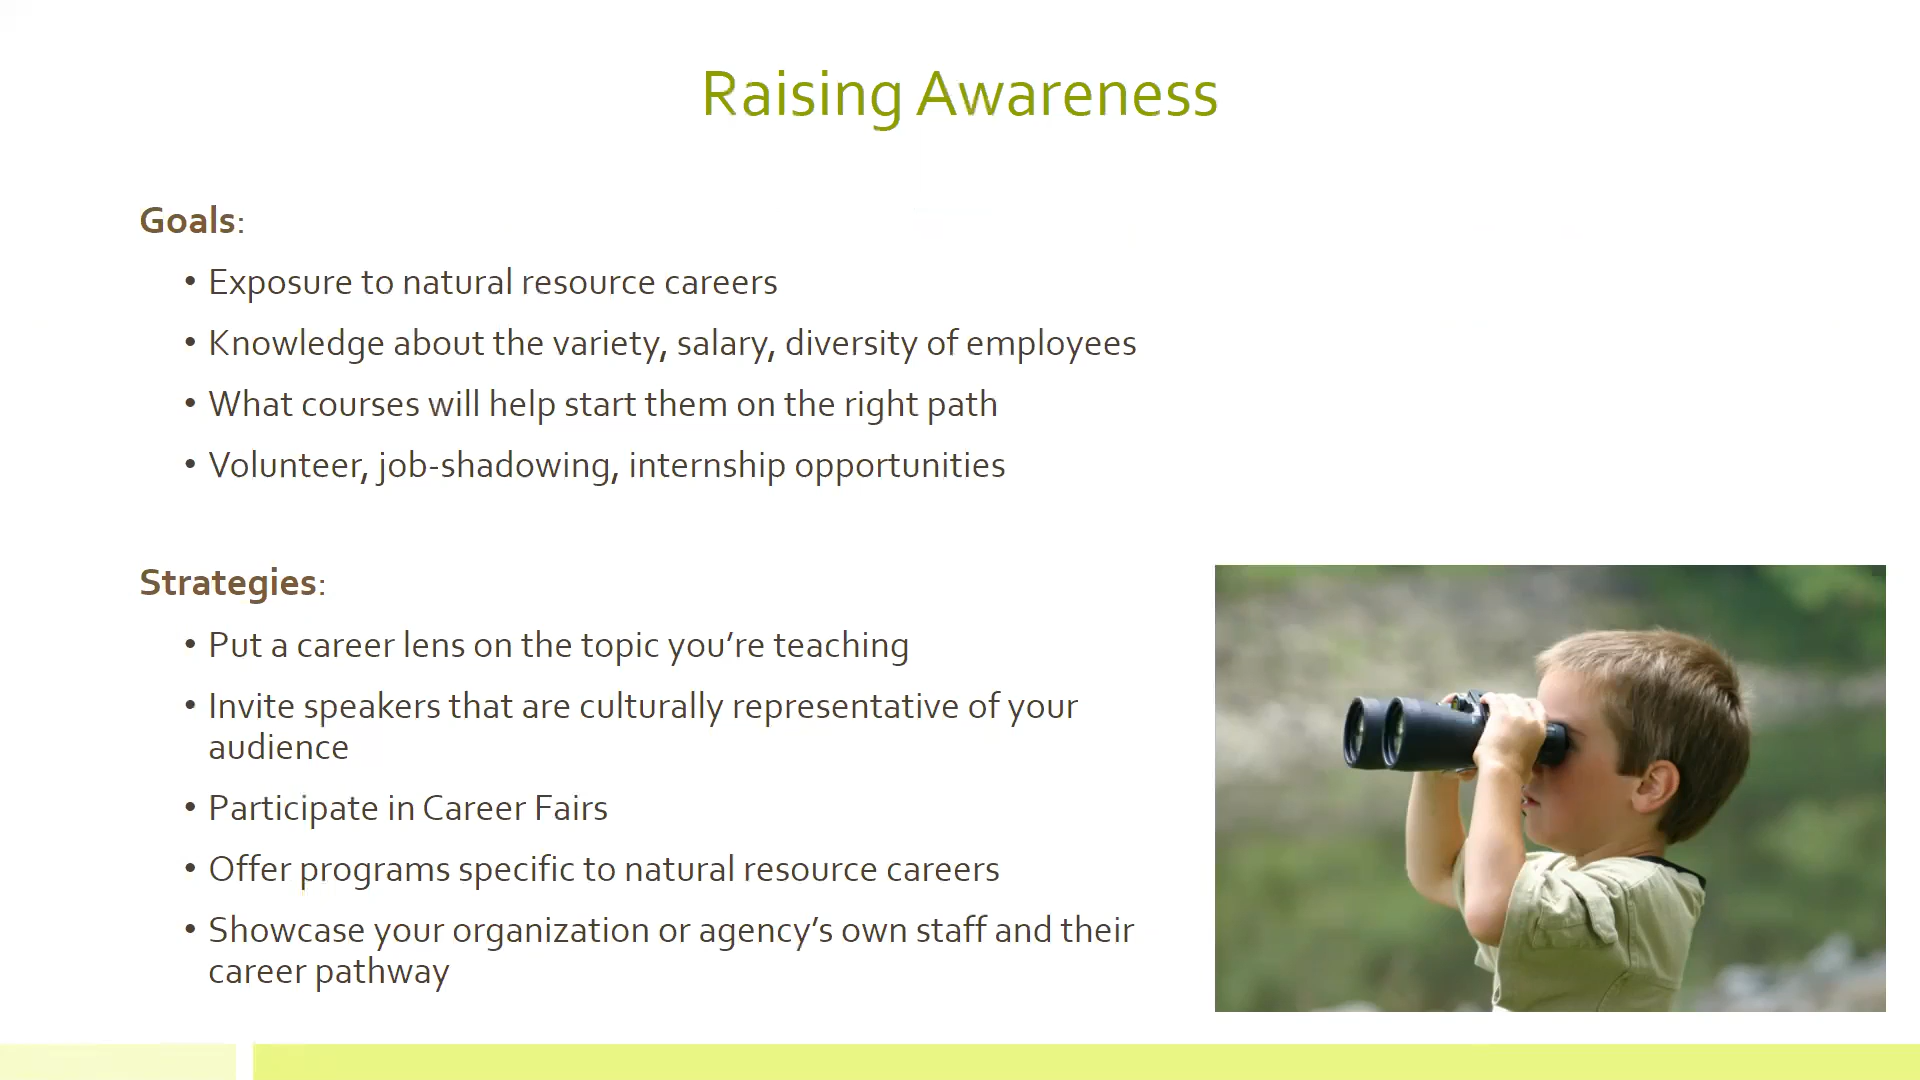 Raising Awareness
Goals:
• Exposure to natural resource careers
• Knowledge about the variety, salary, diversity of employees
• What courses will help start them on the right path
• Volunteer, job-shadowing, internship opportunities
Strategies:
• Put a career lens on the topic you’re teaching
• Invite speakers that are culturally representative of your
audience
• Participate in Career Fairs
• Offer programs specific to natural resource careers
• Showcase your organization or agency’s own staff and their
career pathway